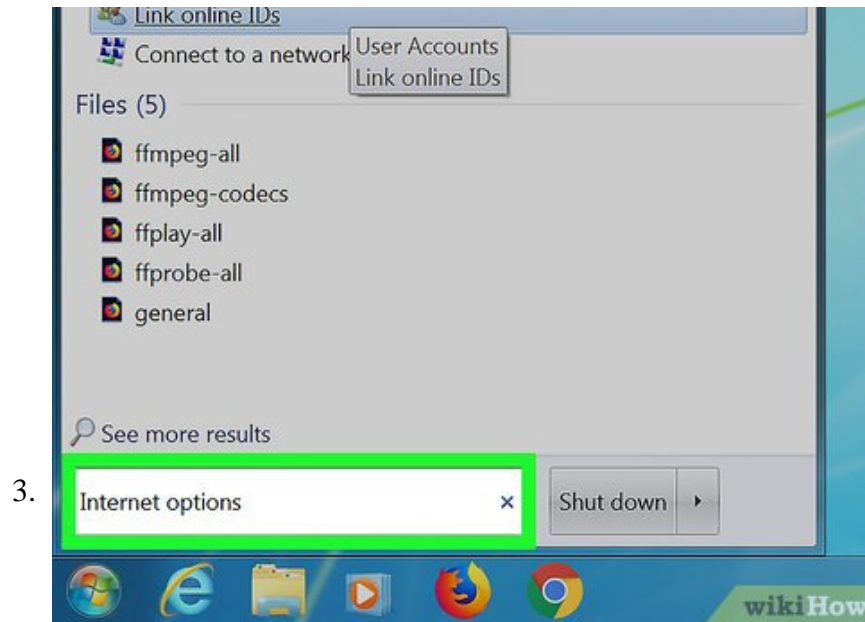 Link online IDs
Connect to a network
User Accounts
Link online IDs
Files (5)
ffmpeg-all
ffmpeg-codecs
ffplay-all
ffprobe-all
general
See more results
3.
Internet options
Shut down
wikiHow